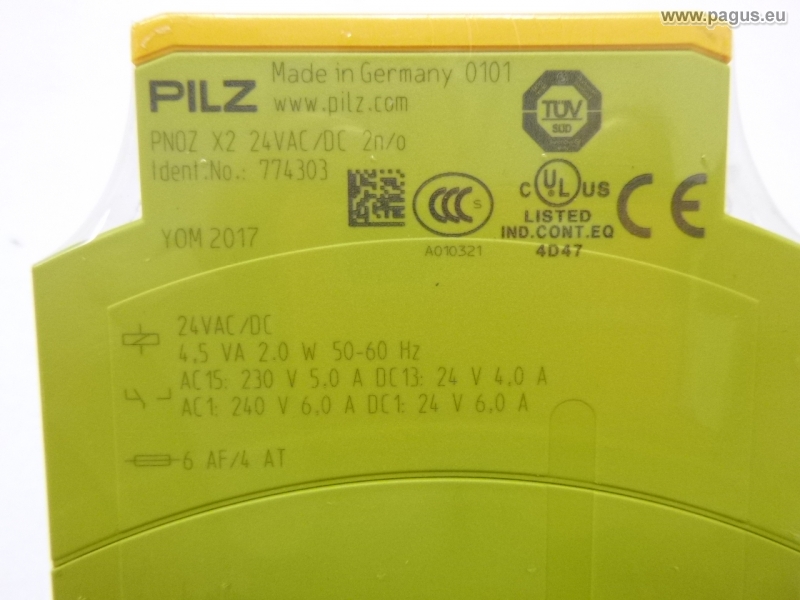 www.pagus.eu
PILZ Made in Germany 0101
www.pilz.com
PNOZ X2 24VAC/DC 2n/o
Ident.No.: 774303
YOM 2017
TÜV
SÜD
CCC S
A010321
C UL US
LISTED
IND.CONT.EQ
4D47
CE
24VAC/DC
4,5 VA 2.0 W 50-60 Hz
AC15: 230 V 5,0 A DC13: 24 V 4,0 A
AC1: 240 V 6,0 A DC1: 24 V 6,0 A
6 AF/4 AT